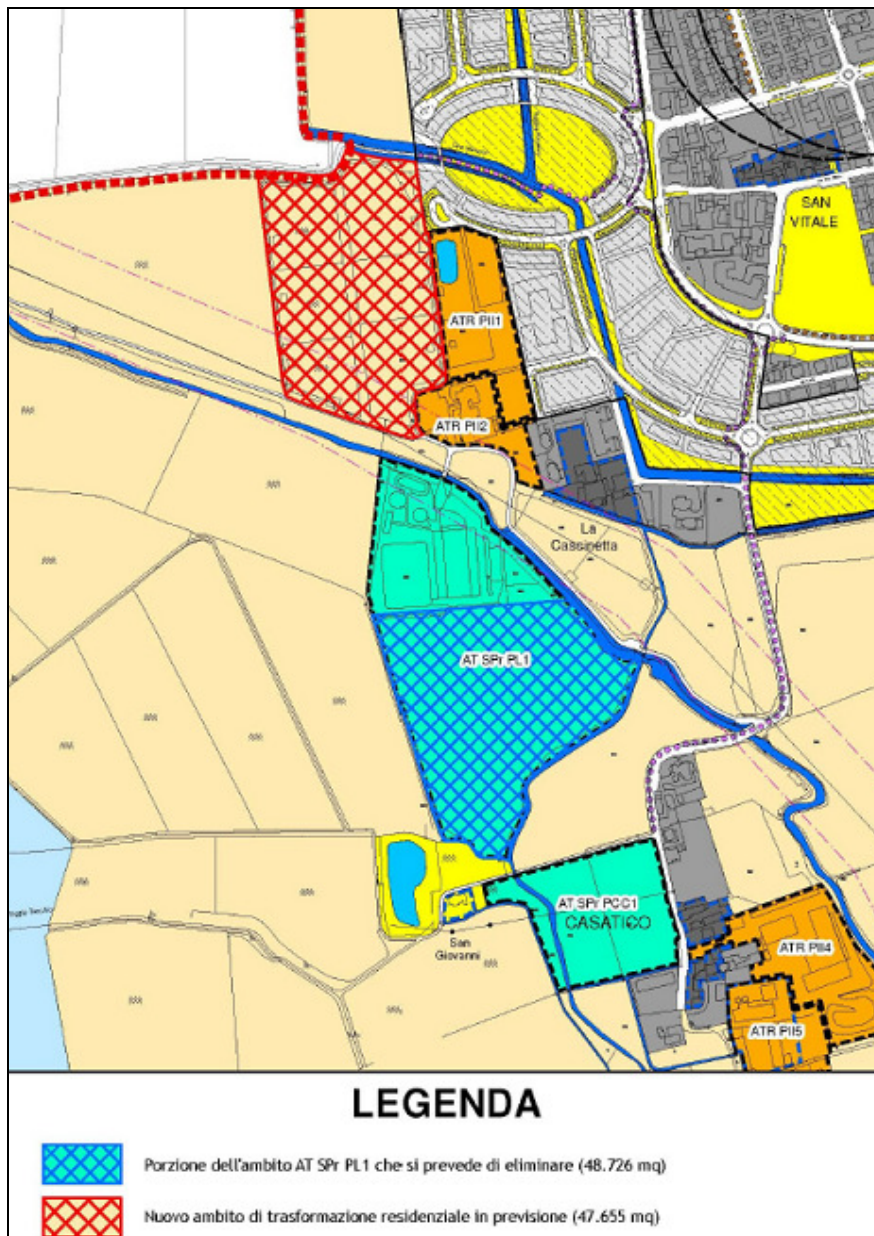 SAN
VITALE
ATR PII1
ATR PII2
La
Cassinetta
AT SPr PL1
AT SPr PCC1
CASATICO
San
Giovanni
ATR PII4
ATR PII5
LEGENDA
Porzione dell'ambito AT SPr PL1 che si prevede di eliminare (48.726 mq)
Nuovo ambito di trasformazione residenziale in previsione (47.655 mq)